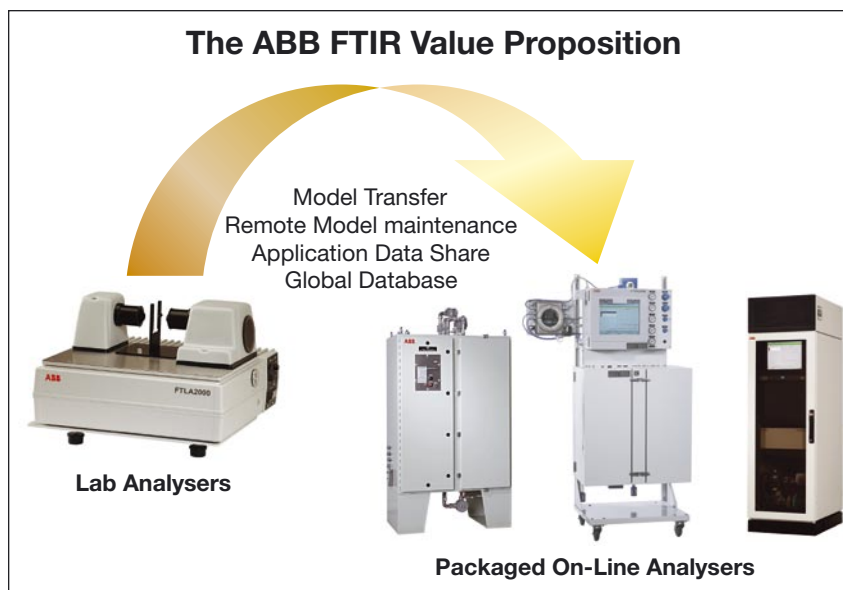 The ABB FTIR Value Proposition
Model Transfer
Remote Model maintenance
Application Data Share
Global Database
ABB
FTLA2000
Lab Analysers
ABB
Packaged On-Line Analysers